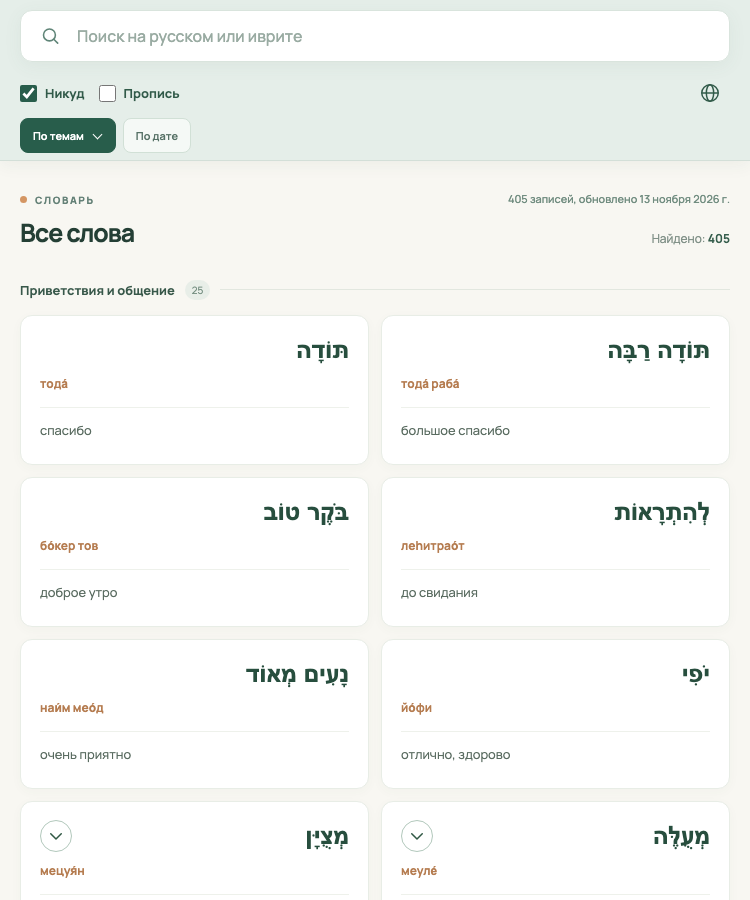 Поиск на русском или иврите
Никуд
Пропись
По темам
По дате
СЛОВАРЬ
405 записей, обновлено 13 ноября 2026 г.
Все слова
Найдено: 405
Приветствия и общение 25
תּוֹדָה
тода́
спасибо
תּוֹדָה רַבָּה
тода́ раба́
большое спасибо
בֹּקֶר טוֹב
бо́кер тов
доброе утро
לְהִתְרָאוֹת
леhитрао́т
до свидания
נָעִים מְאוֹד
наи́м мео́д
очень приятно
יֹפִי
йо́фи
отлично, здорово
מְצֻיָּן
мецуя́н
מְעֻלֶּה
меуле́